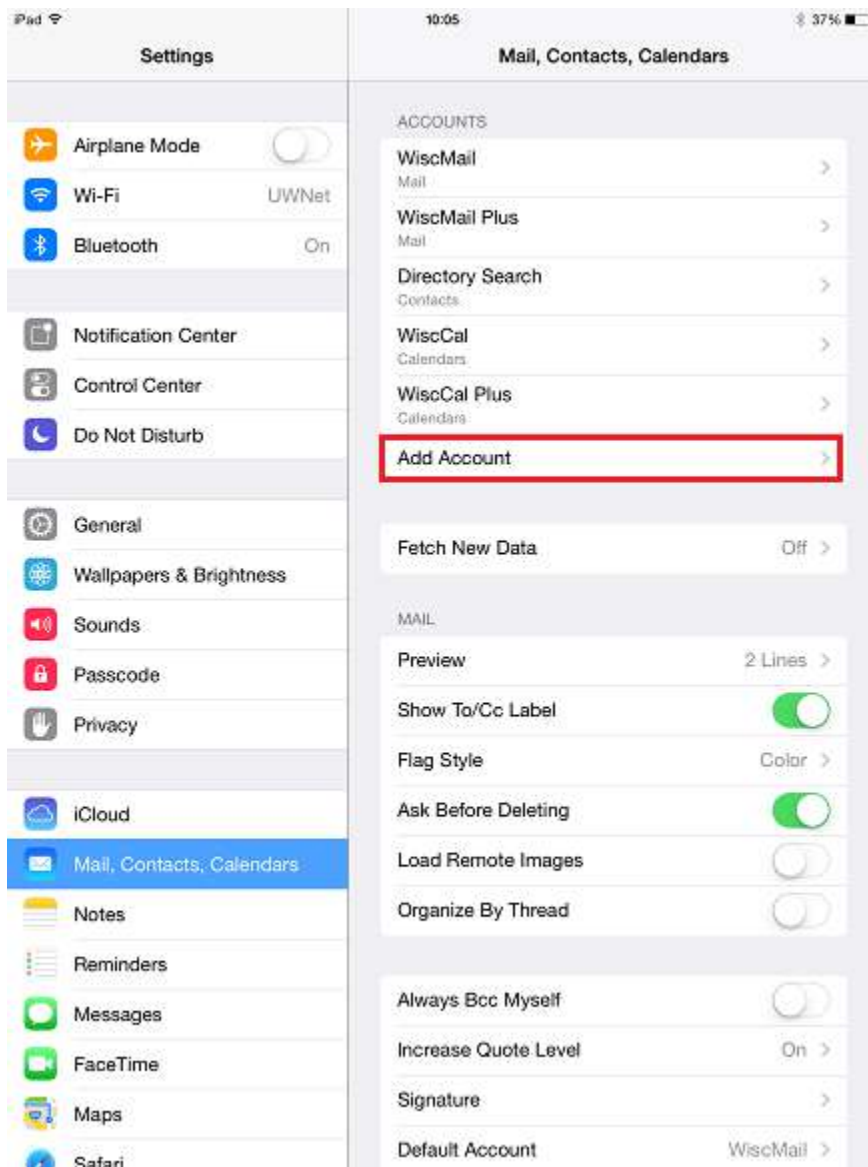 iPad
10:05
37%
Settings
Mail, Contacts, Calendars
Airplane Mode
Wi-Fi
UWNet
Bluetooth
On
Notification Center
Control Center
Do Not Disturb
General
Wallpapers & Brightness
Sounds
Passcode
Privacy
iCloud
Mail, Contacts, Calendars
Notes
Reminders
Messages
FaceTime
Maps
Safari
ACCOUNTS
WiscMail
Mail
WiscMail Plus
Mail
Directory Search
Contacts
WiscCal
Calendars
WiscCal Plus
Calendars
Add Account
Fetch New Data
Off
MAIL
Preview
2 Lines
Show To/Cc Label
Flag Style
Color
Ask Before Deleting
Load Remote Images
Organize By Thread
Always Bcc Myself
Increase Quote Level
On
Signature
Default Account
WiscMail